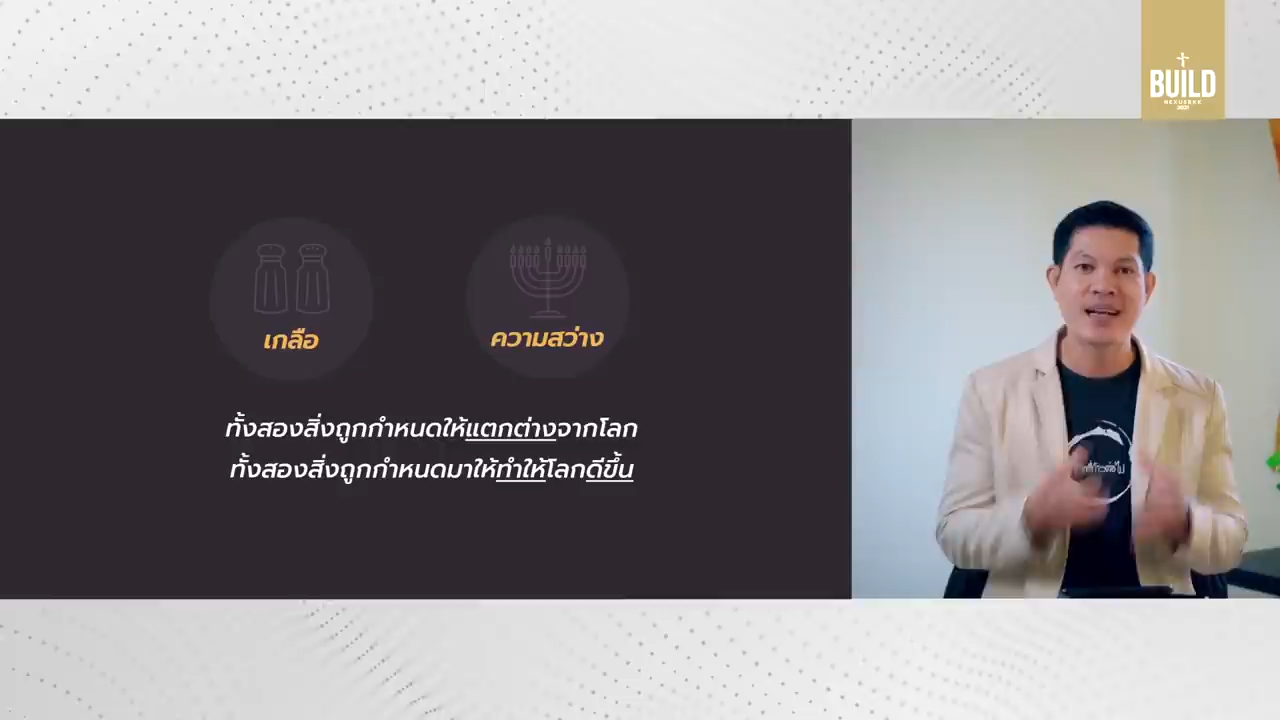 BUILD
NEXUSBKK
2021
เกลือ
ความสว่าง
ทั้งสองสิ่งถูกกำหนดให้แตกต่างจากโลก
ทั้งสองสิ่งถูกกำหนดมาให้ทำให้โลกดีขึ้น